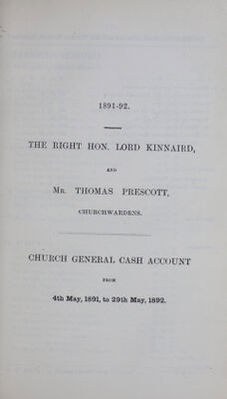 1891-92.
THE RIGHT HON. LORD KINNAIRD,
AND
MR. THOMAS PRESCOTT,
CHURCHWARDENS.
CHURCH GENERAL CASH ACCOUNT
FROM
4th May, 1891, to 29th May, 1892.